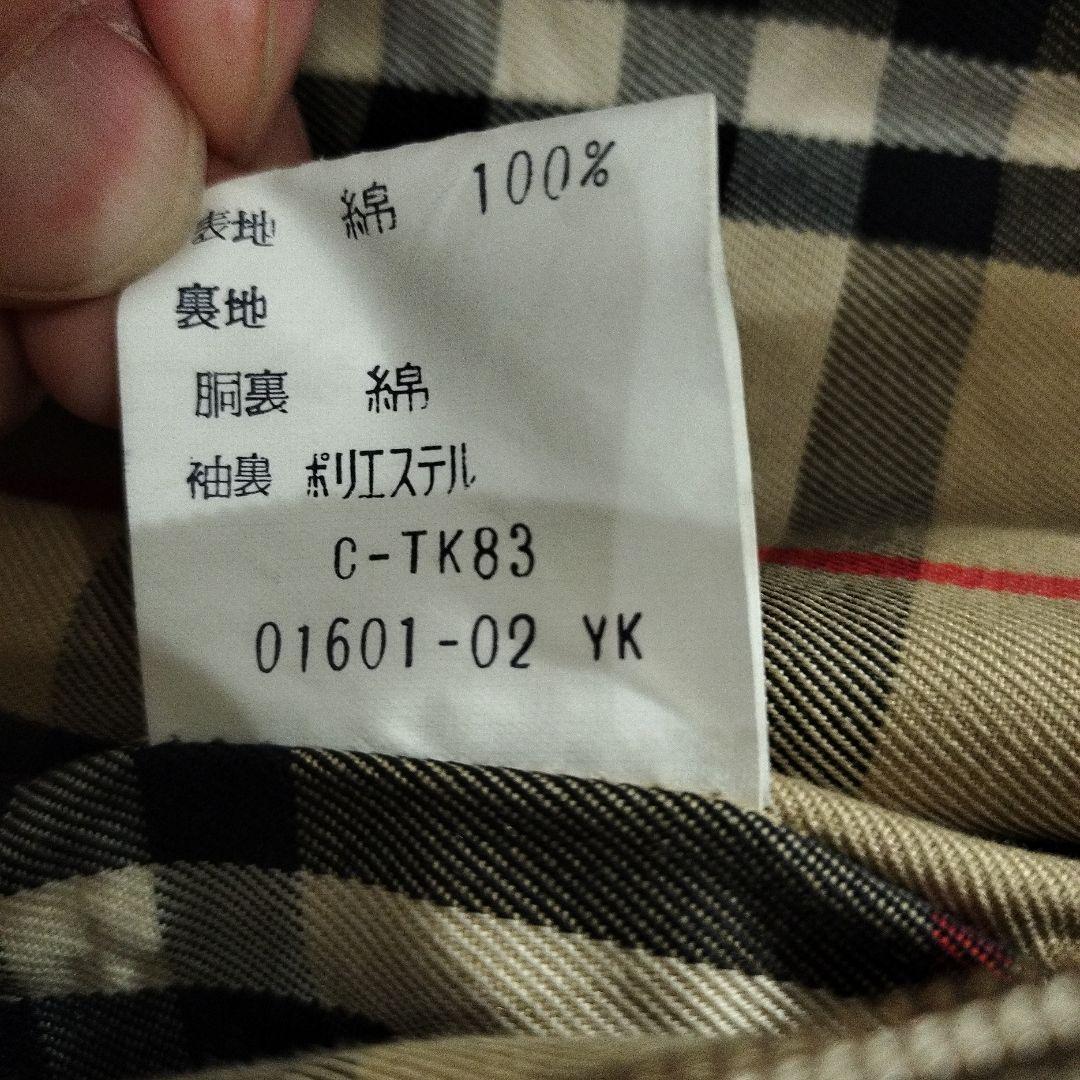 表地 綿 100%
裏地
胴裏 綿
袖裏 ポリエステル
C-TK83
01601-02 YK